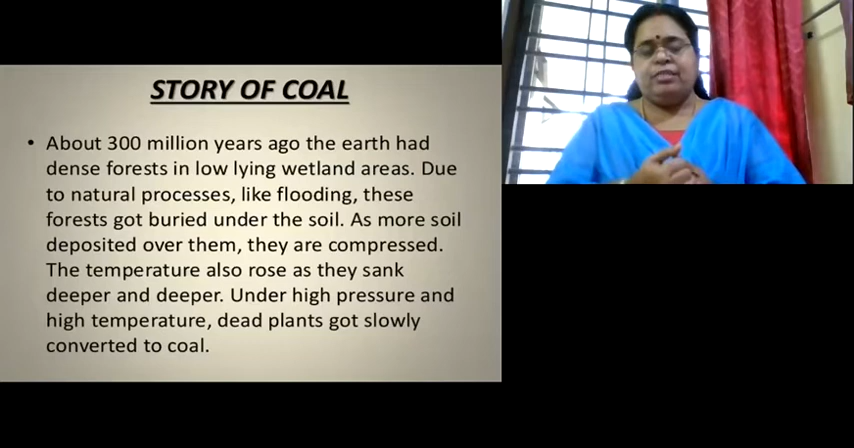 STORY OF COAL
• About 300 million years ago the earth had
dense forests in low lying wetland areas. Due
to natural processes, like flooding, these
forests got buried under the soil. As more soil
deposited over them, they are compressed.
The temperature also rose as they sank
deeper and deeper. Under high pressure and
high temperature, dead plants got slowly
converted to coal.